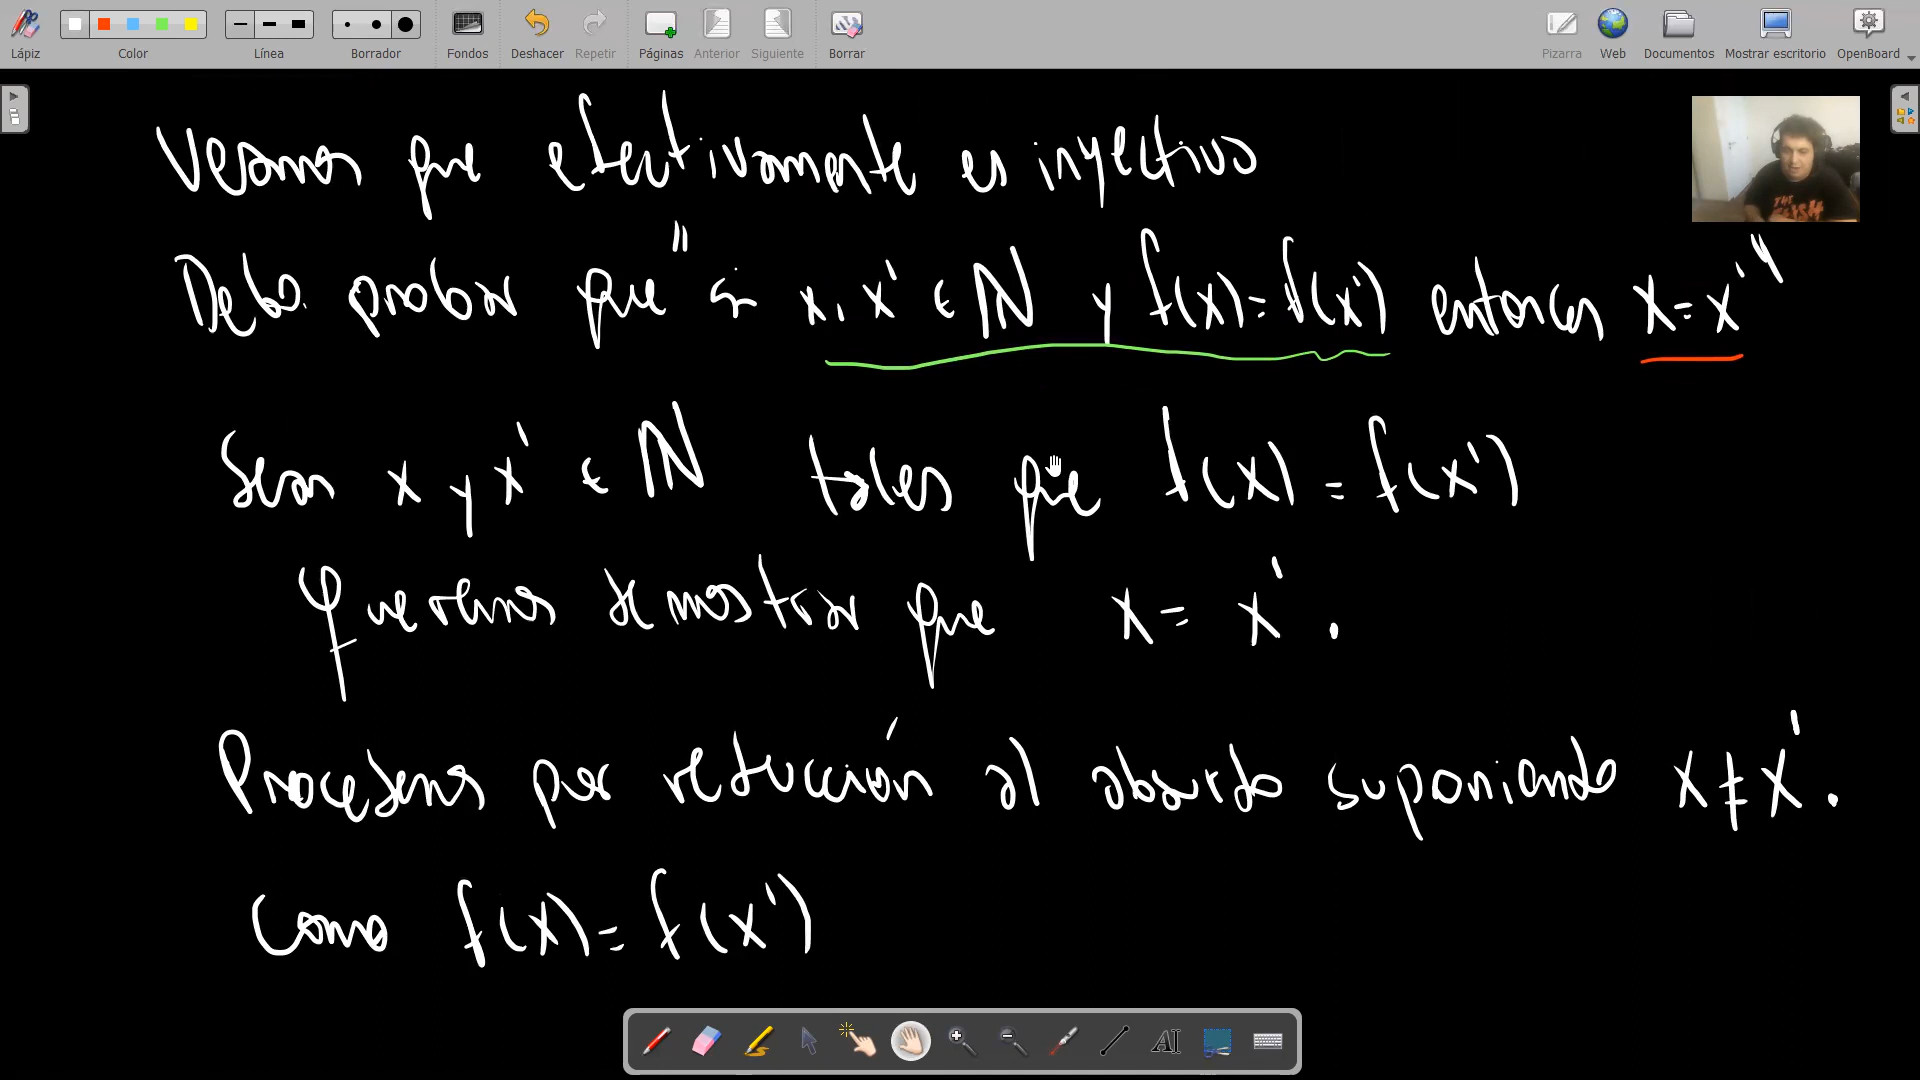 Lápiz Color Línea Borrador Fondos Deshacer Repetir Páginas Anterior Siguiente Borrar Pizarra Web Documentos Mostrar escritorio OpenBoard
Veamos que efectivamente es inyectiva
Debo probar que "si x, x' ∈ ℕ y f(x)=f(x') entonces x=x'"
Sean x y x' ∈ ℕ tales que f(x) = f(x')
Queremos demostrar que x = x'.
Procedemos por reducción al absurdo suponiendo x ≠ x'.
Como f(x) = f(x')
AI